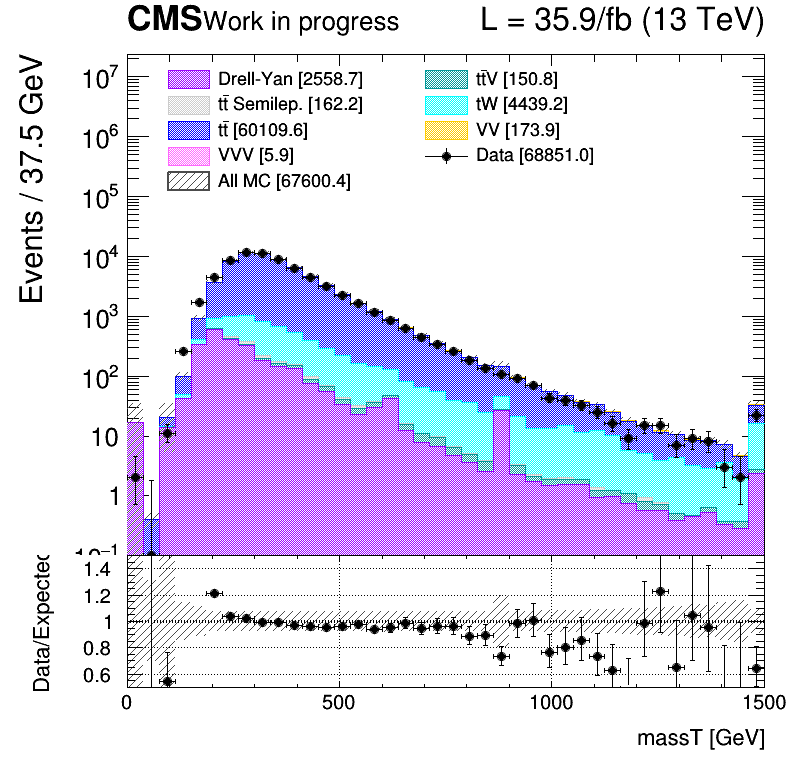 CMS Work in progress L = 35.9/fb (13 TeV)
Events / 37.5 GeV
10⁷
10⁶
10⁵
10⁴
10³
10²
10
1
10⁻¹
Drell-Yan [2558.7]
tt̄ Semilep. [162.2]
tt̄ [60109.6]
VVV [5.9]
All MC [67600.4]
tt̄V [150.8]
tW [4439.2]
VV [173.9]
Data [68851.0]
Data/Expected
1.4
1.2
1
0.8
0.6
0 500 1000 1500
massT [GeV]